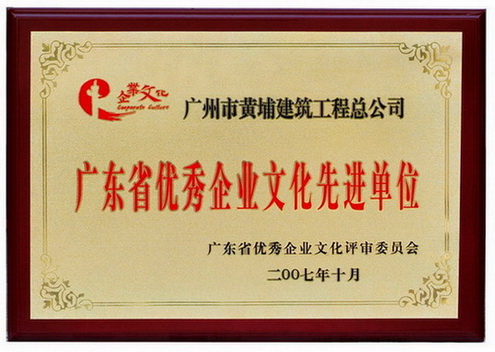 企業文化
Corporate Culture
广州市黄埔建筑工程总公司
广东省优秀企业文化先进单位
广东省优秀企业文化评审委员会
二00七年十月